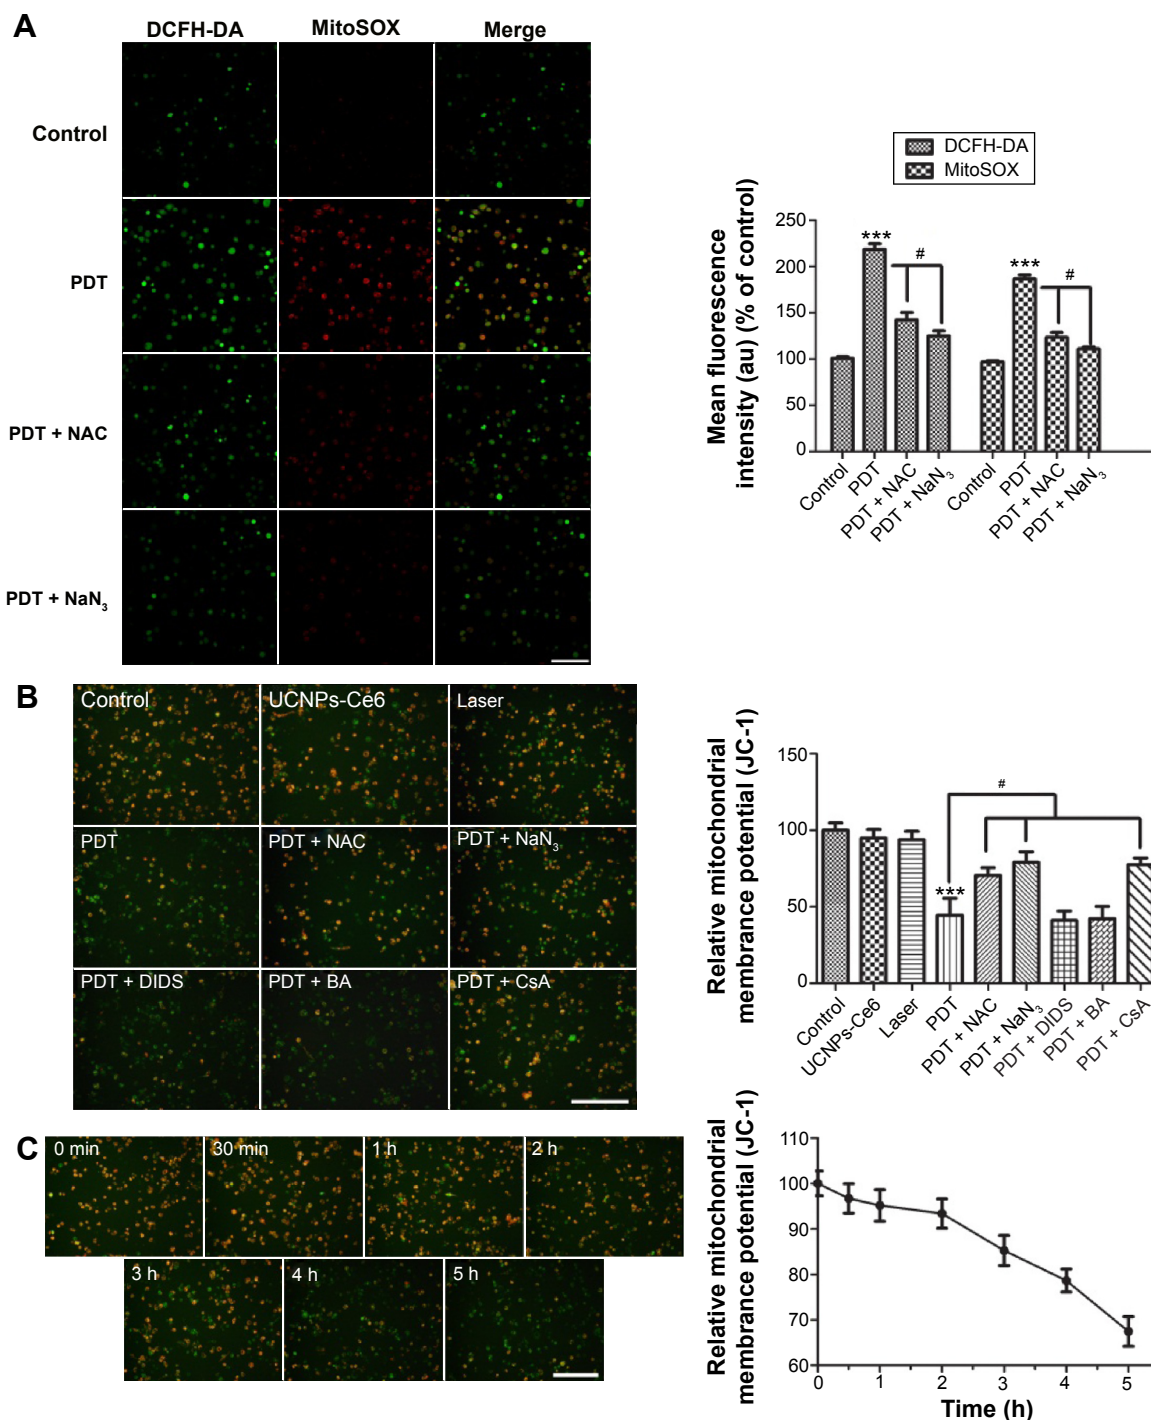 A
DCFH-DA MitoSOX Merge
Control
PDT
PDT + NAC
PDT + NaN₃
DCFH-DA
MitoSOX
Mean fluorescence
intensity (au) (% of control)
250
200
150
100
50
0
***
#
***
#
Control PDT PDT + NAC PDT + NaN₃ Control PDT PDT + NAC PDT + NaN₃
B
Control UCNPs-Ce6 Laser
PDT PDT + NAC PDT + NaN₃
PDT + DIDS PDT + BA PDT + CsA
Relative mitochondrial
membrance potential (JC-1)
150
100
50
0
***
#
Control UCNPs-Ce6 Laser PDT PDT + NAC PDT + NaN₃ PDT + DIDS PDT + BA PDT + CsA
C
0 min 30 min 1 h 2 h
3 h 4 h 5 h
Relative mitochondrial
membrance potential (JC-1)
110
100
90
80
70
60
0 1 2 3 4 5
Time (h)